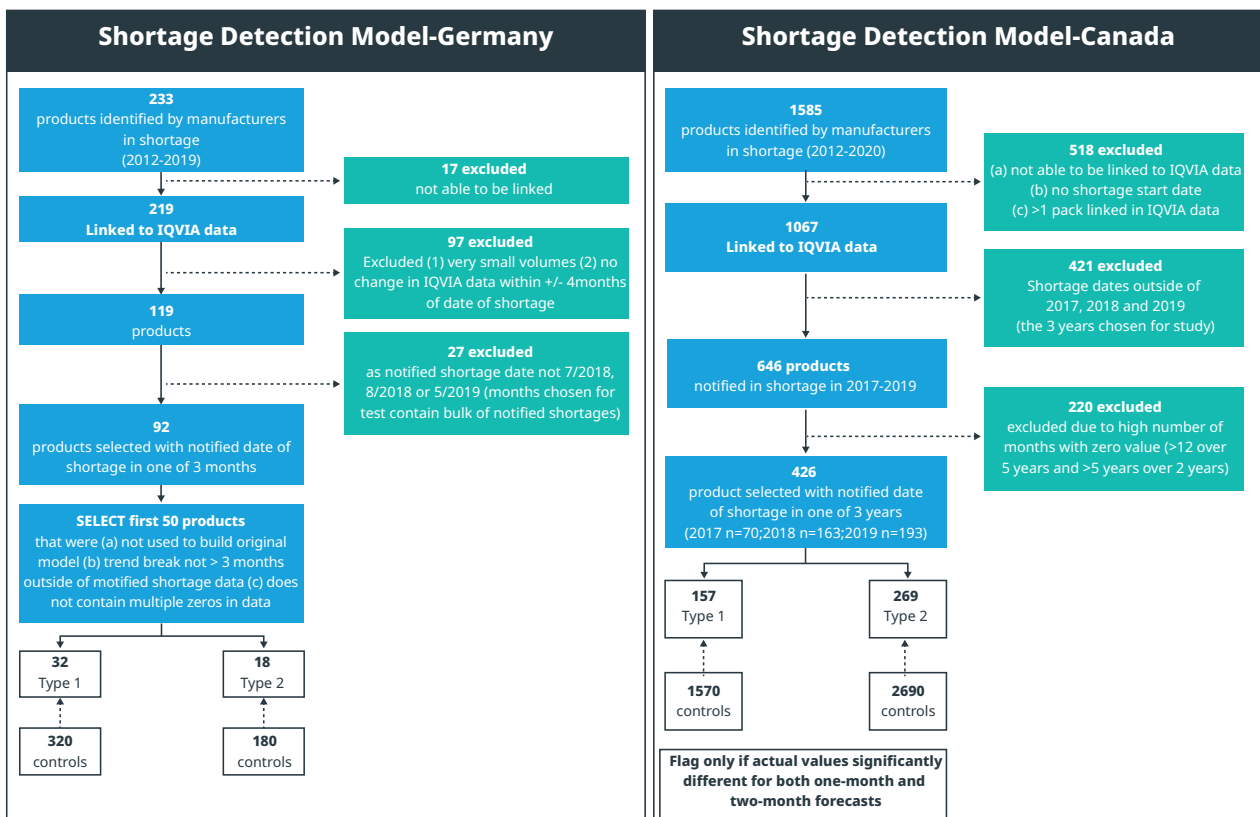 Shortage Detection Model-Germany
233
products identified by manufacturers
in shortage
(2012-2019)
17 excluded
not able to be linked
219
Linked to IQVIA data
97 excluded
Excluded (1) very small volumes (2) no
change in IQVIA data within +/- 4months
of date of shortage
119
products
27 excluded
as notified shortage date not 7/2018,
8/2018 or 5/2019 (months chosen for
test contain bulk of notified shortages)
92
products selected with notified date of
shortage in one of 3 months
SELECT first 50 products
that were (a) not used to build original
model (b) trend break not > 3 months
outside of motified shortage data (c) does
not contain multiple zeros in data
32
Type 1
18
Type 2
320
controls
180
controls
Shortage Detection Model-Canada
1585
products identified by manufacturers
in shortage (2012-2020)
518 excluded
(a) not able to be linked to IQVIA data
(b) no shortage start date
(c) >1 pack linked in IQVIA data
1067
Linked to IQVIA data
421 excluded
Shortage dates outside of
2017, 2018 and 2019
(the 3 years chosen for study)
646 products
notified in shortage in 2017-2019
220 excluded
excluded due to high number of
months with zero value (>12 over
5 years and >5 years over 2 years)
426
product selected with notified date
of shortage in one of 3 years
(2017 n=70;2018 n=163;2019 n=193)
157
Type 1
269
Type 2
1570
controls
2690
controls
Flag only if actual values significantly
different for both one-month and
two-month forecasts